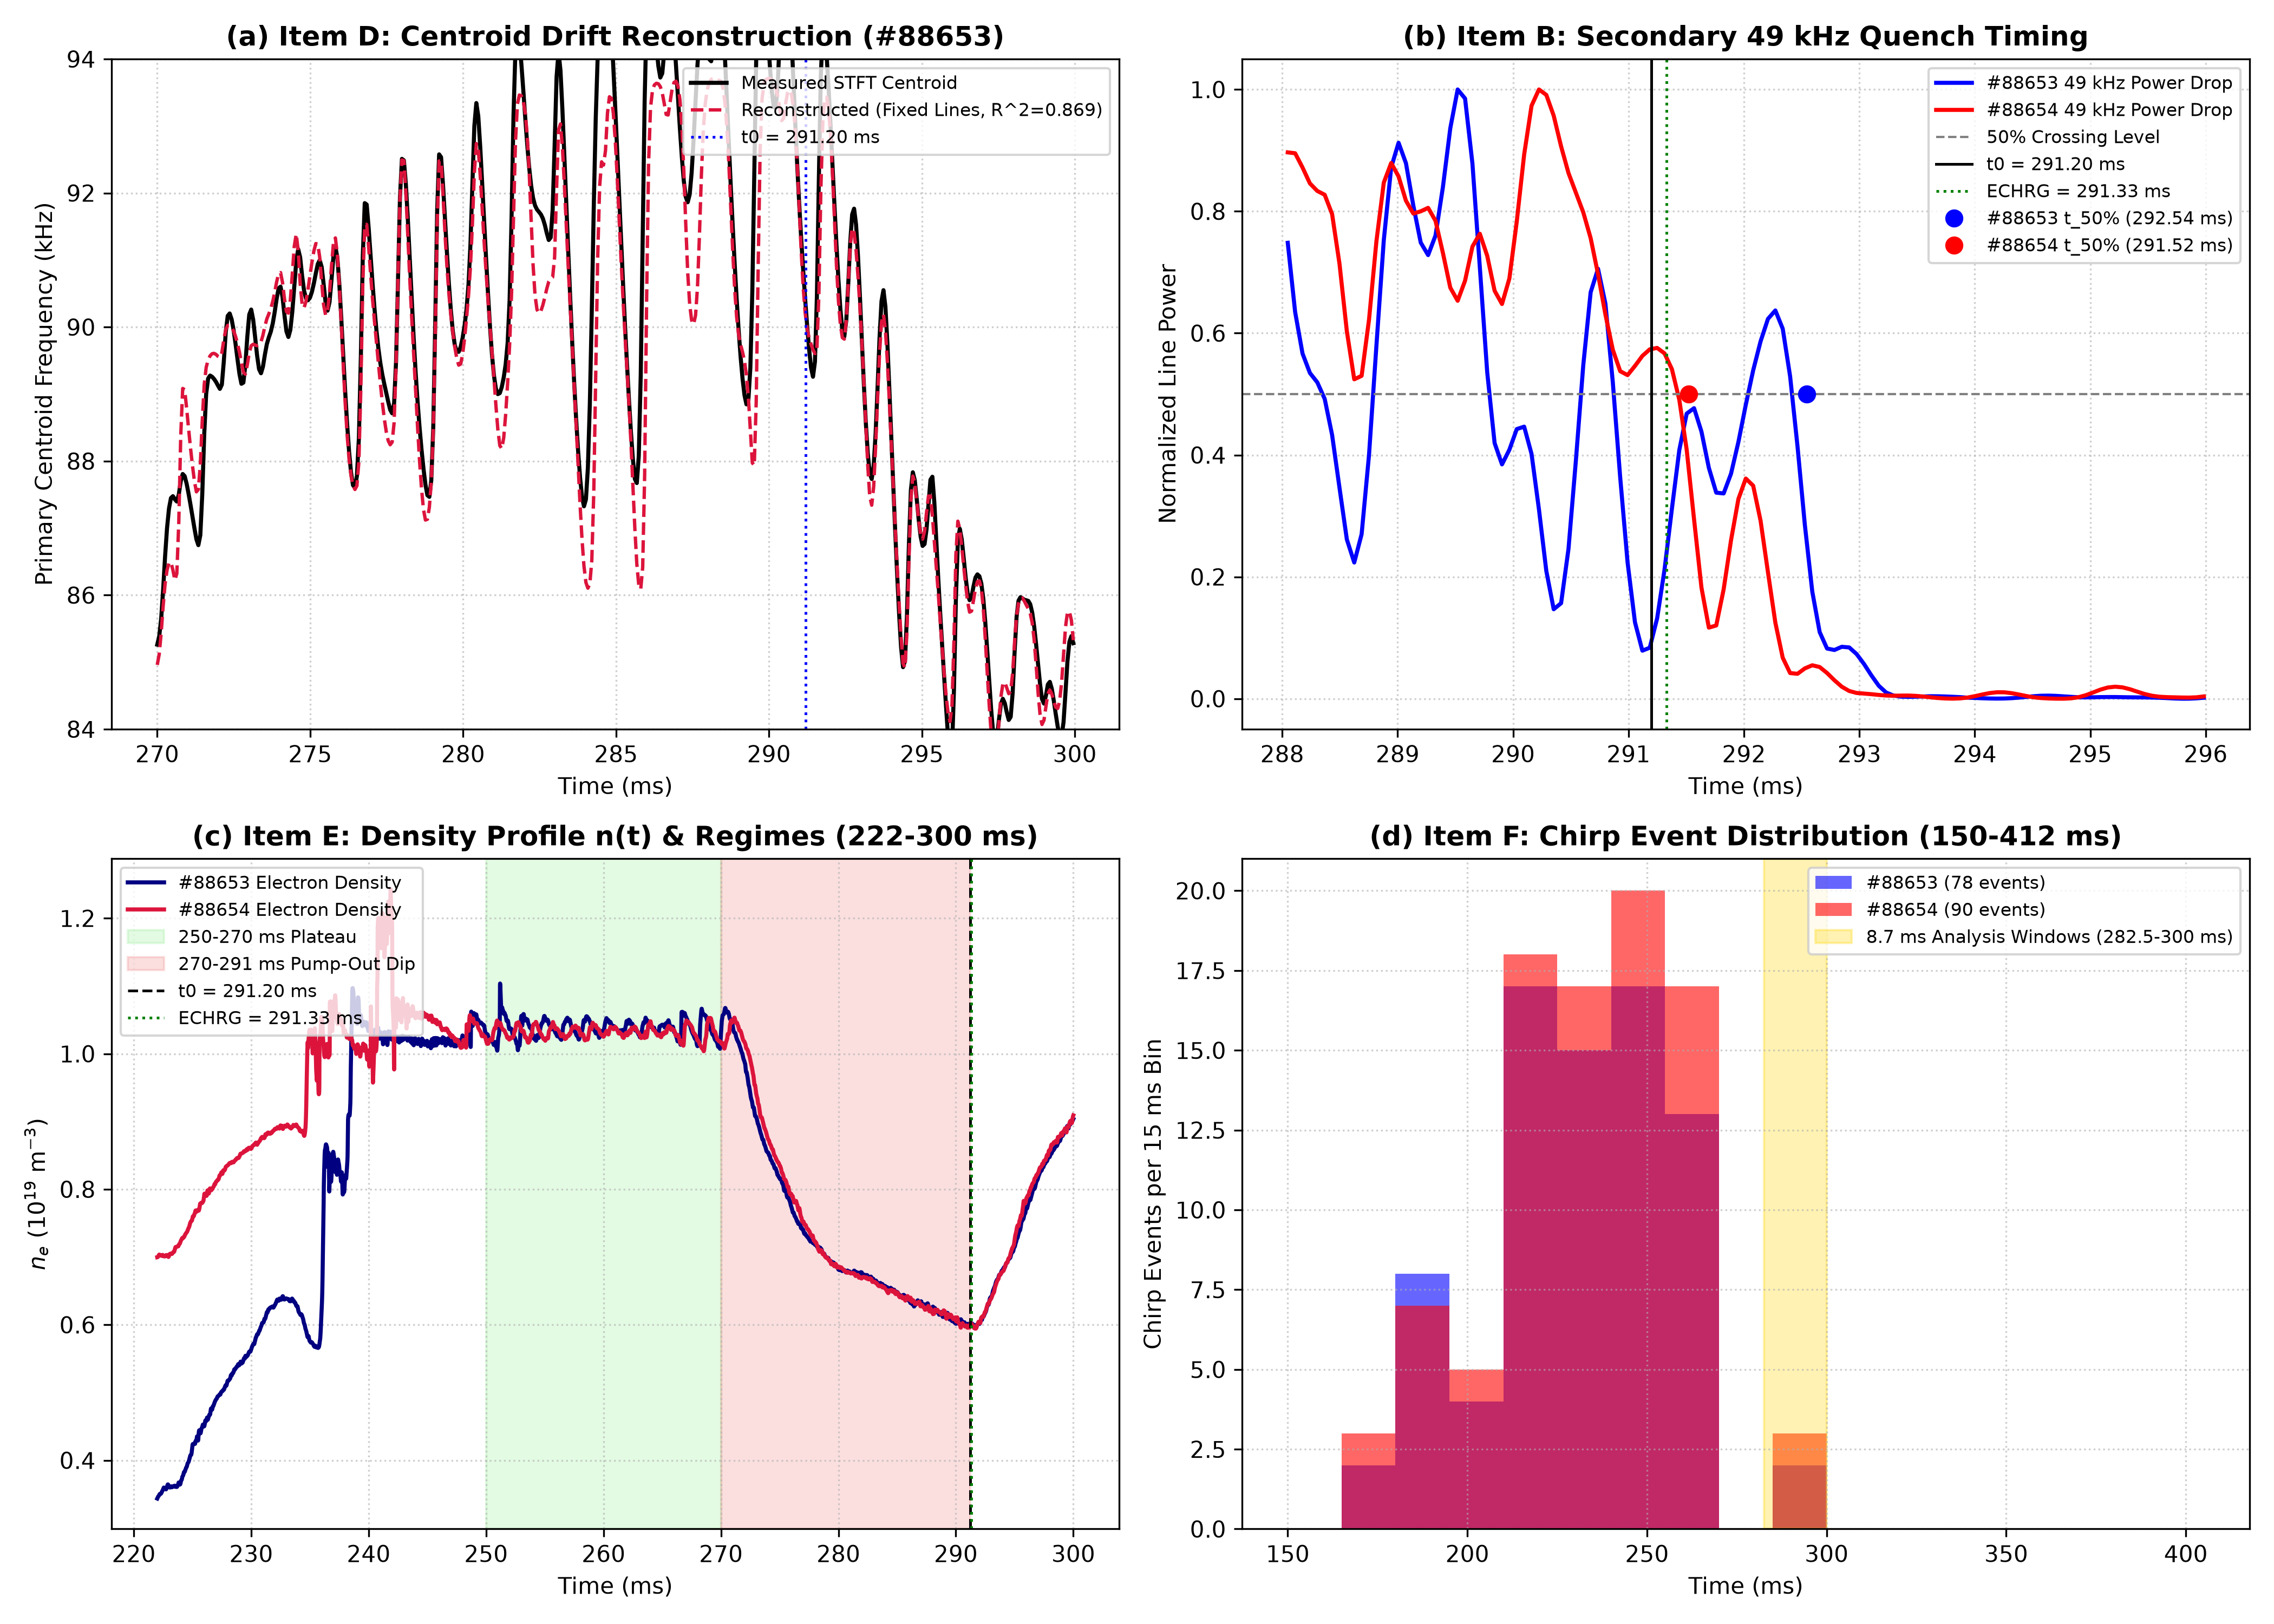 (a) Item D: Centroid Drift Reconstruction (#88653)
94
92
90
88
86
84
Primary Centroid Frequency (kHz)
Measured STFT Centroid
Reconstructed (Fixed Lines, R^2=0.869)
t0 = 291.20 ms
270
275
280
285
290
295
300
Time (ms)
(b) Item B: Secondary 49 kHz Quench Timing
1.0
0.8
0.6
0.4
0.2
0.0
Normalized Line Power
#88653 49 kHz Power Drop
#88654 49 kHz Power Drop
50% Crossing Level
t0 = 291.20 ms
ECHRG = 291.33 ms
#88653 t_50% (292.54 ms)
#88654 t_50% (291.52 ms)
288
289
290
291
292
293
294
295
296
Time (ms)
(c) Item E: Density Profile n(t) & Regimes (222-300 ms)
1.2
1.0
0.8
0.6
0.4
nₑ (10¹⁹ m⁻³)
#88653 Electron Density
#88654 Electron Density
250-270 ms Plateau
270-291 ms Pump-Out Dip
t0 = 291.20 ms
ECHRG = 291.33 ms
220
230
240
250
260
270
280
290
300
Time (ms)
(d) Item F: Chirp Event Distribution (150-412 ms)
20.0
17.5
15.0
12.5
10.0
7.5
5.0
2.5
0.0
Chirp Events per 15 ms Bin
#88653 (78 events)
#88654 (90 events)
8.7 ms Analysis Windows (282.5-300 ms)
150
200
250
300
350
400
Time (ms)